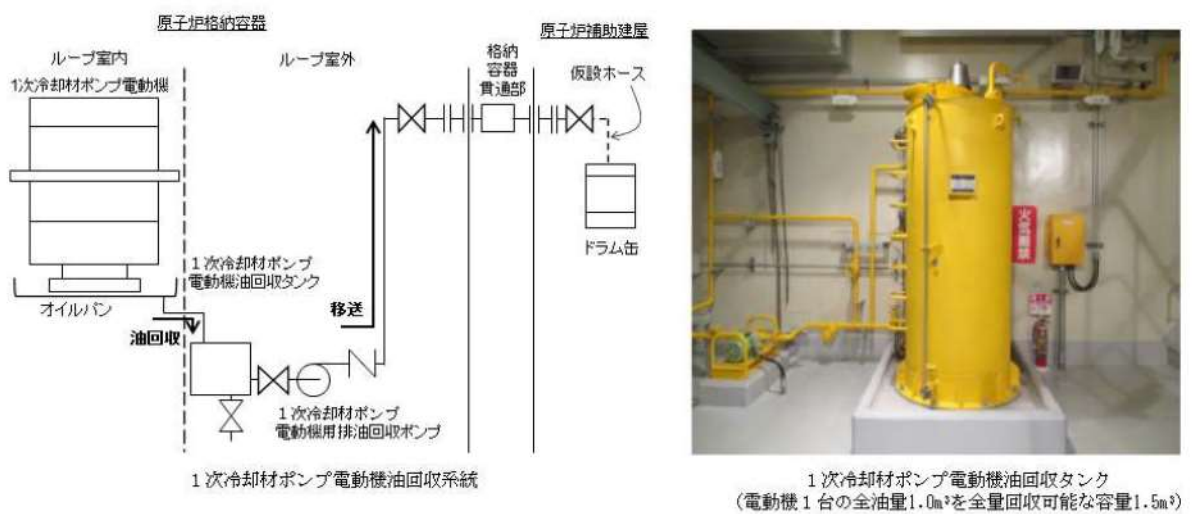 原子炉格納容器
原子炉補助建屋
ループ室内
ループ室外
1次冷却材ポンプ電動機
格納
容器
貫通部
仮設ホース
ドラム缶
1次冷却材ポンプ
電動機油回収タンク
オイルパン
油回収
移送
1次冷却材ポンプ
電動機用排油回収ポンプ
1次冷却材ポンプ電動機油回収系統
火気厳禁
1次冷却材ポンプ電動機油回収タンク
(電動機1台の全油量1.0m³を全量回収可能な容量1.5m³)